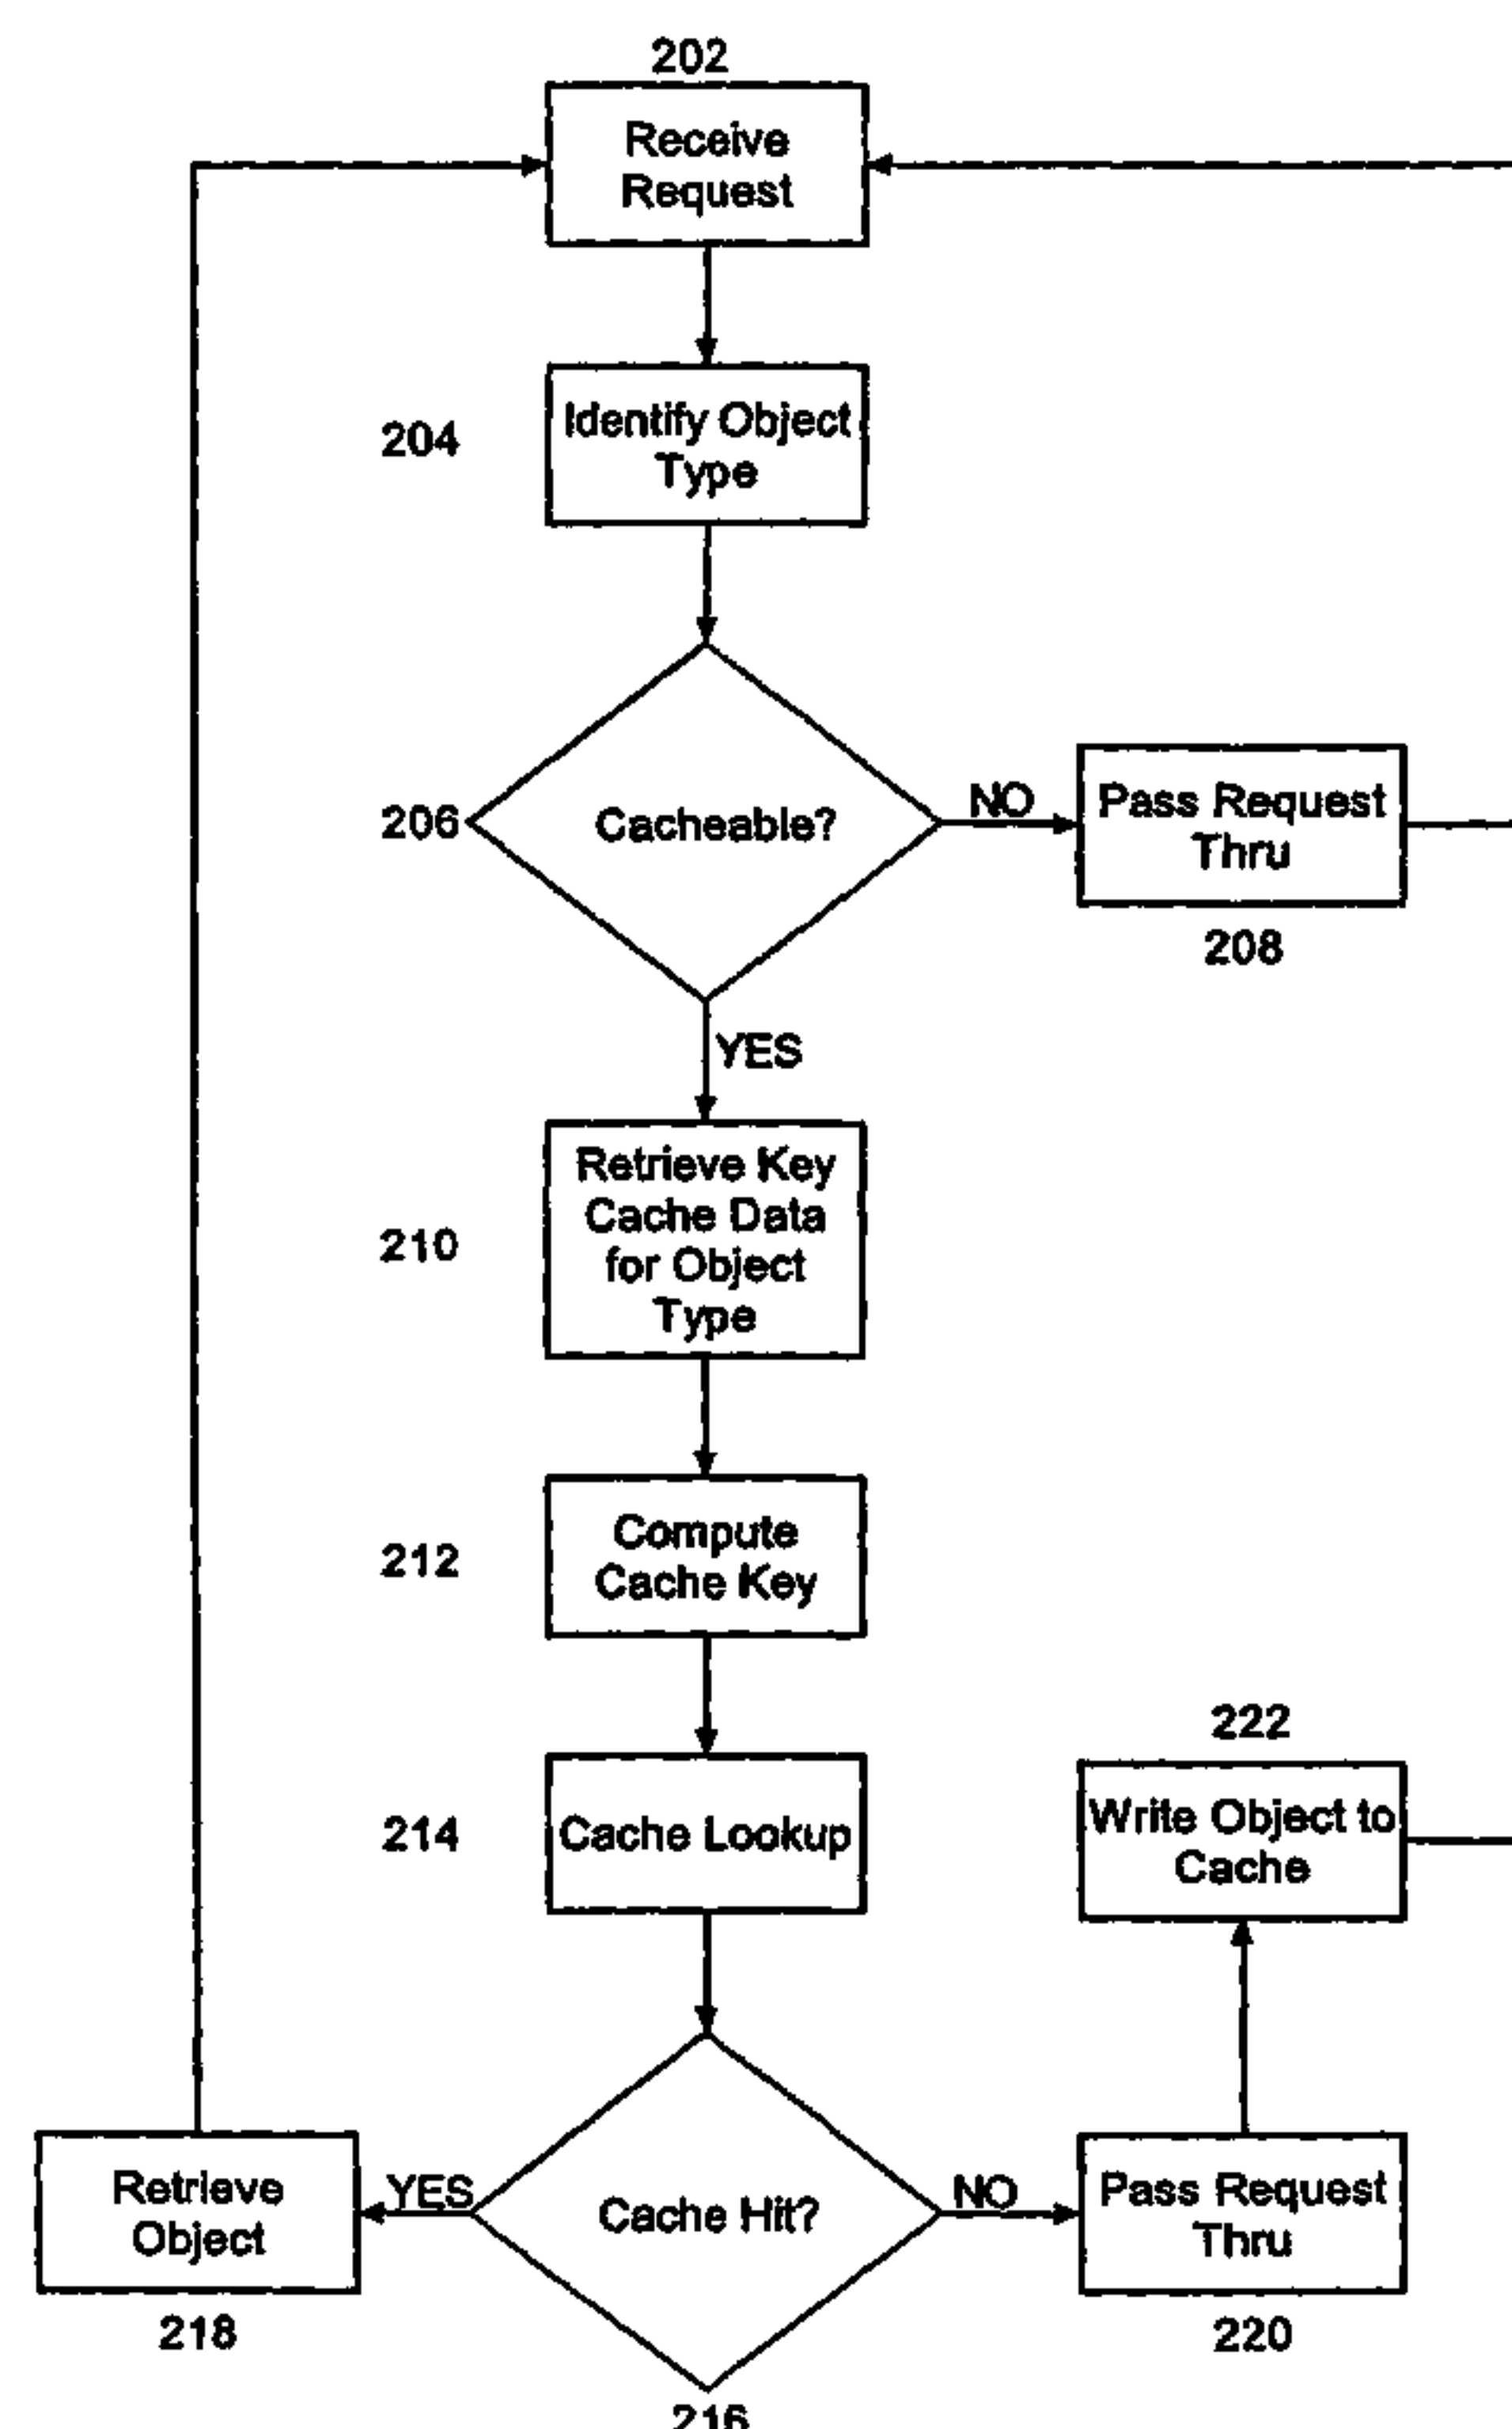 202
Receive
Request
204
Identify Object
Type
206
Cacheable?
NO
Pass Request
Thru
208
YES
210
Retrieve Key
Cache Data
for Object
Type
212
Compute
Cache Key
214
Cache Lookup
222
Write Object to
Cache
Retrieve
Object
218
YES
Cache Hit?
NO
Pass Request
Thru
220
216